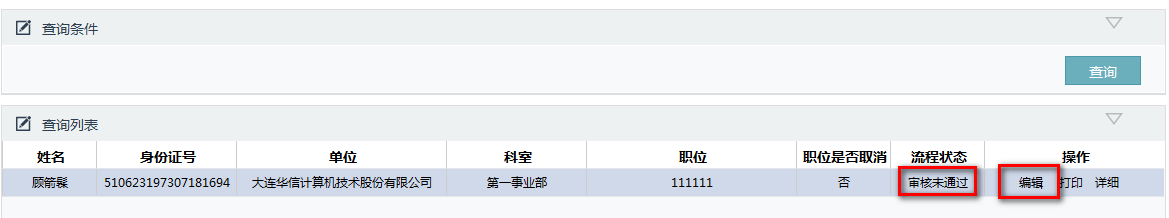 查询条件
查询
查询列表
姓名 身份证号 单位 科室 职位 职位是否取消 流程状态 操作
顾箭鬏 510623197307181694 大连华信计算机技术股份有限公司 第一事业部 111111 否 审核未通过 编辑 打印 详细